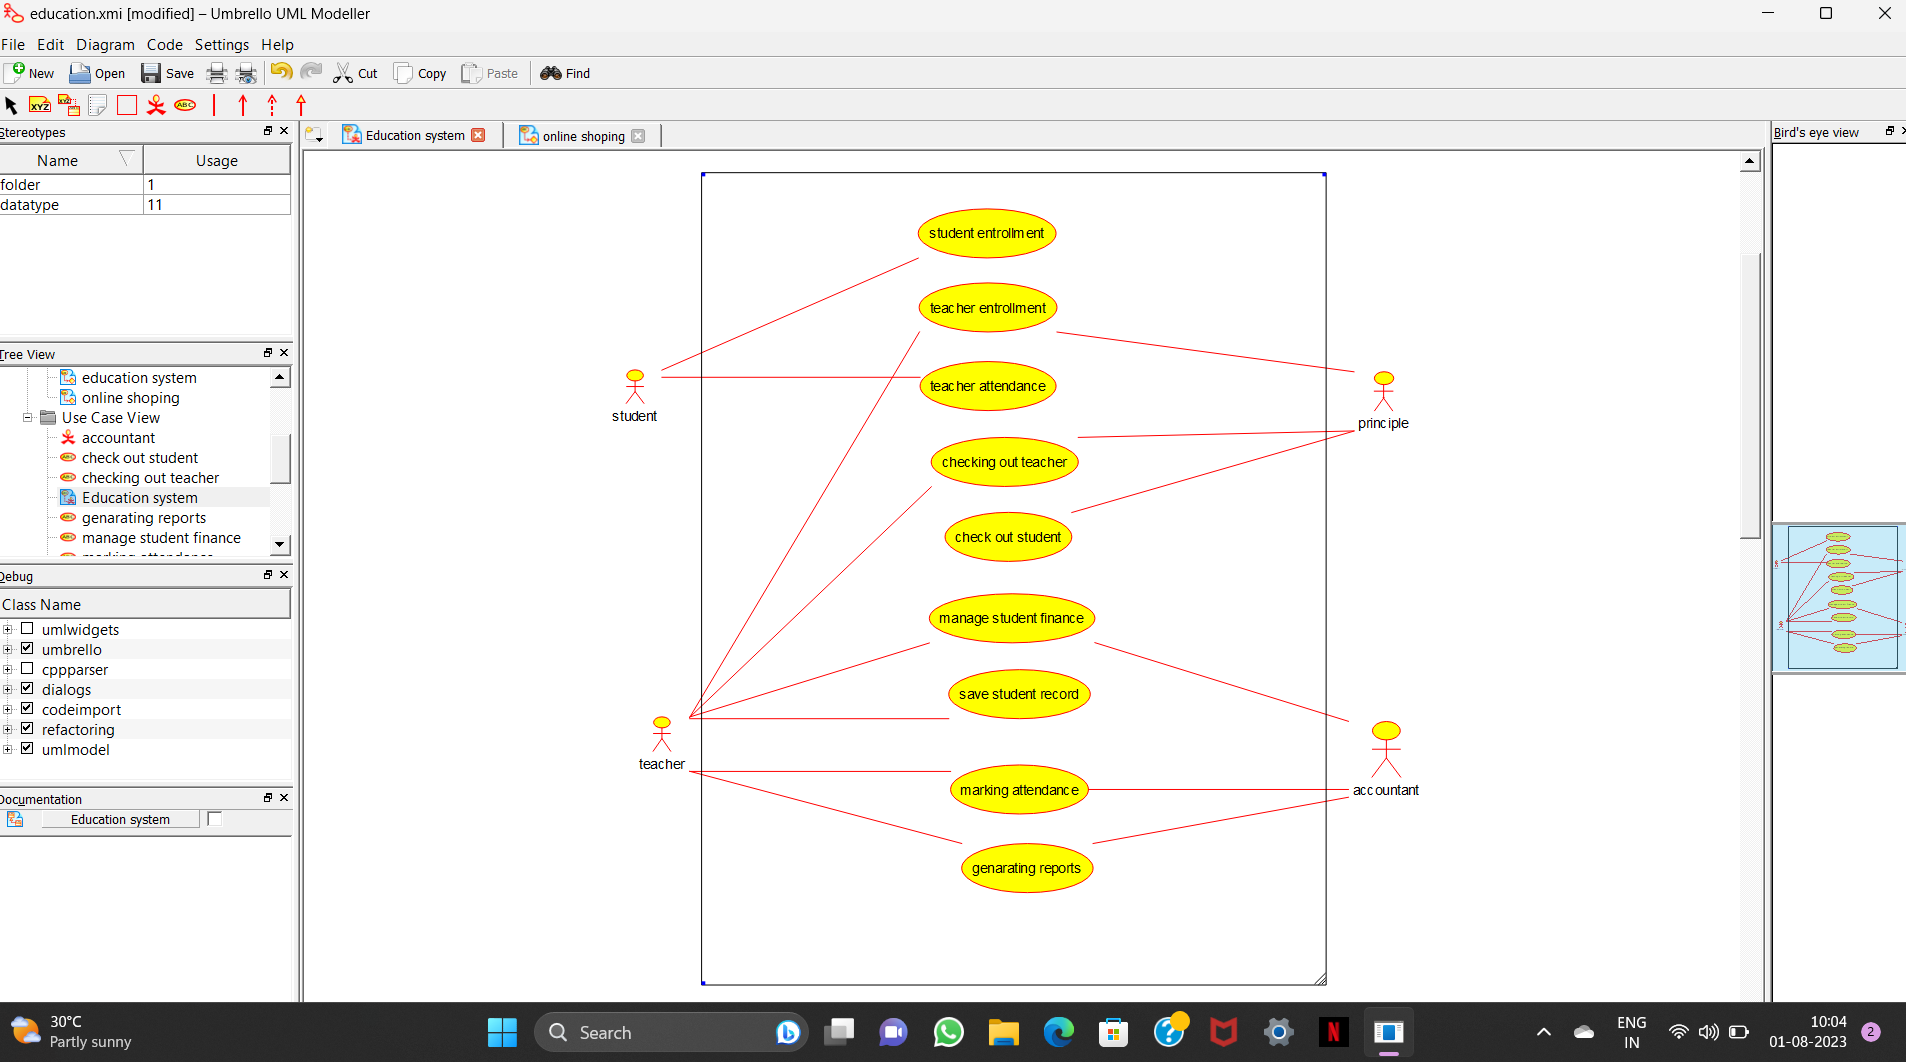 education.xmi [modified] – Umbrello UML Modeller
File Edit Diagram Code Settings Help
New Open Save Cut Copy Paste Find
XYZ XYZ ABC
Stereotypes
Name Usage
folder 1
datatype 11
Tree View
education system
online shoping
Use Case View
accountant
check out student
checking out teacher
Education system
genarating reports
manage student finance
Debug
Class Name
umlwidgets
umbrello
cppparser
dialogs
codeimport
refactoring
umlmodel
Documentation
Education system
Education system online shoping
student entrollment
teacher entrollment
teacher attendance
checking out teacher
check out student
manage student finance
save student record
marking attendance
genarating reports
student
teacher
principle
accountant
Bird's eye view
30°C
Partly sunny
Search
N
ENG
IN
10:04
01-08-2023
2